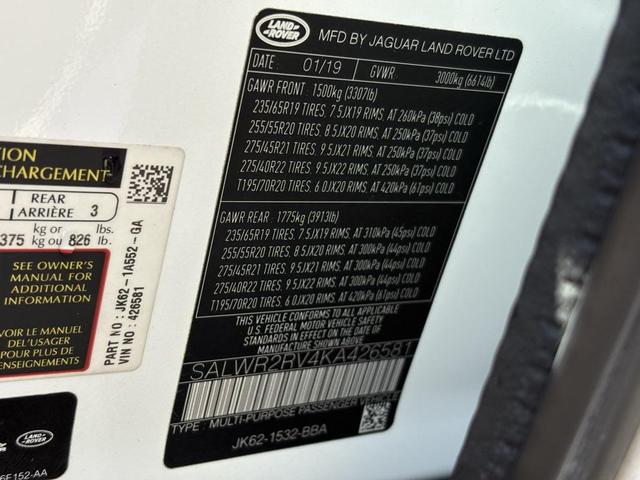 LAND
ROVER
MFD BY JAGUAR LAND ROVER LTD
DATE: 01/19 GVWR: 3000kg (6614lb)
GAWR FRONT: 1500kg (3307lb)
235/65R19 TIRES, 7.5JX19 RIMS, AT 260kPa (38psi) COLD
255/55R20 TIRES, 8.5JX20 RIMS, AT 250kPa (37psi) COLD
275/45R21 TIRES, 9.5JX21 RIMS, AT 250kPa (37psi) COLD
275/40R22 TIRES, 9.5JX22 RIMS, AT 250kPa (37psi) COLD
T195/70R20 TIRES, 6.0JX20 RIMS, AT 420kPa (61psi) COLD
GAWR REAR: 1775kg (3913lb)
235/65R19 TIRES, 7.5JX19 RIMS, AT 310kPa (45psi) COLD
255/55R20 TIRES, 8.5JX20 RIMS, AT 300kPa (44psi) COLD
275/45R21 TIRES, 9.5JX21 RIMS, AT 300kPa (44psi) COLD
275/40R22 TIRES, 9.5JX22 RIMS, AT 300kPa (44psi) COLD
T195/70R20 TIRES, 6.0JX20 RIMS, AT 420kPa (61psi) COLD
THIS VEHICLE CONFORMS TO ALL APPLICABLE
U.S. FEDERAL MOTOR VEHICLE SAFETY AND
THEFT PREVENTION STANDARDS IN
EFFECT ON THE DATE OF MANUFACTURE
SHOWN ABOVE.
SALWR2RV4KA426581
TYPE: MULTI-PURPOSE PASSENGER VEHICLE
JK62-1532-BBA
TION
CHARGEMENT
REAR
ARRIÈRE 3
kg or lbs.
375 kg ou 826 lb.
SEE OWNER'S
MANUAL FOR
ADDITIONAL
INFORMATION
VOIR LE MANUEL
DE L'USAGER
POUR PLUS DE
RENSEIGNEMENTS
PART NO: JK62-1A552-GA
VIN NO: 426581
LAND
ROVER
6E152-AA